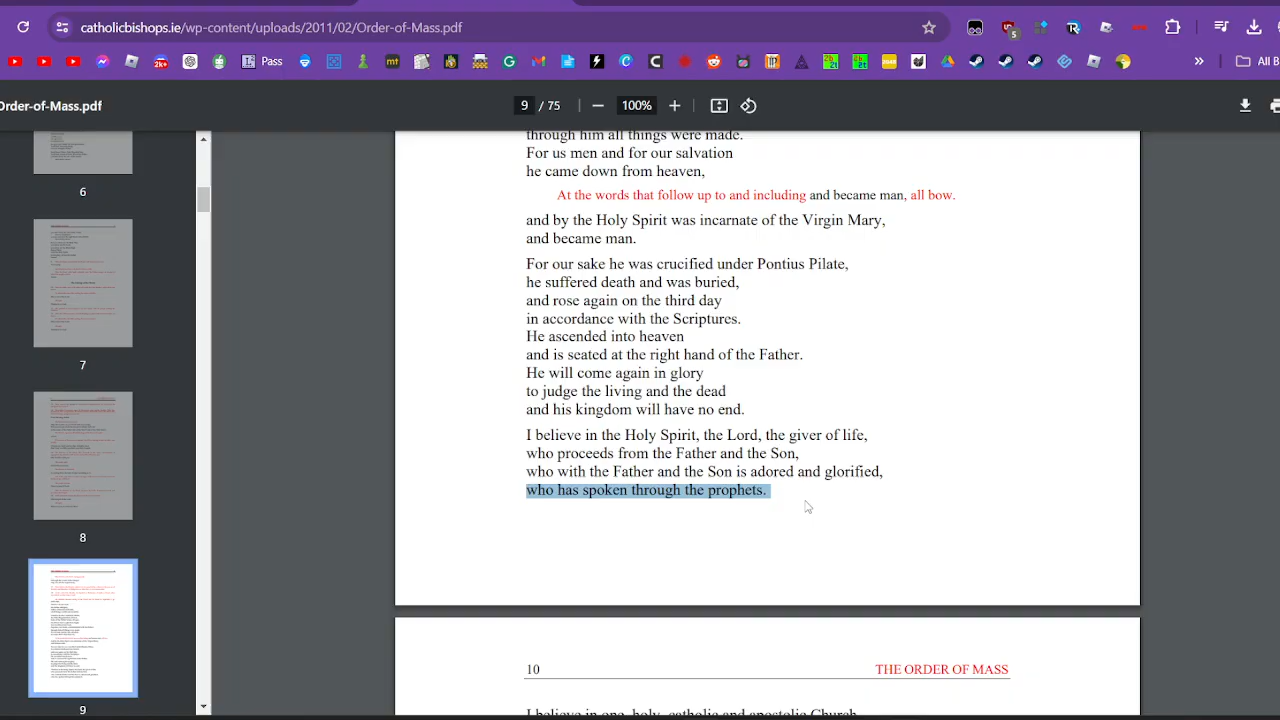 catholicbishops.ie/wp-content/uploads/2011/02/Order-of-Mass.pdf
Pass
All B
Order-of-Mass.pdf
9 / 75
100%
6
7
8
9
through him all things were made.
For us men and for our salvation
he came down from heaven,
At the words that follow up to and including and became man, all bow.
and by the Holy Spirit was incarnate of the Virgin Mary,
and became man.
For our sake he was crucified under Pontius Pilate,
he suffered death and was buried,
and rose again on the third day
in accordance with the Scriptures.
He ascended into heaven
and is seated at the right hand of the Father.
He will come again in glory
to judge the living and the dead
and his kingdom will have no end.
I believe in the Holy Spirit, the Lord, the giver of life,
who proceeds from the Father and the Son,
who with the Father and the Son is adored and glorified,
who has spoken through the prophets.
10 THE ORDER OF MASS
I believe in one, holy, catholic and apostolic Church